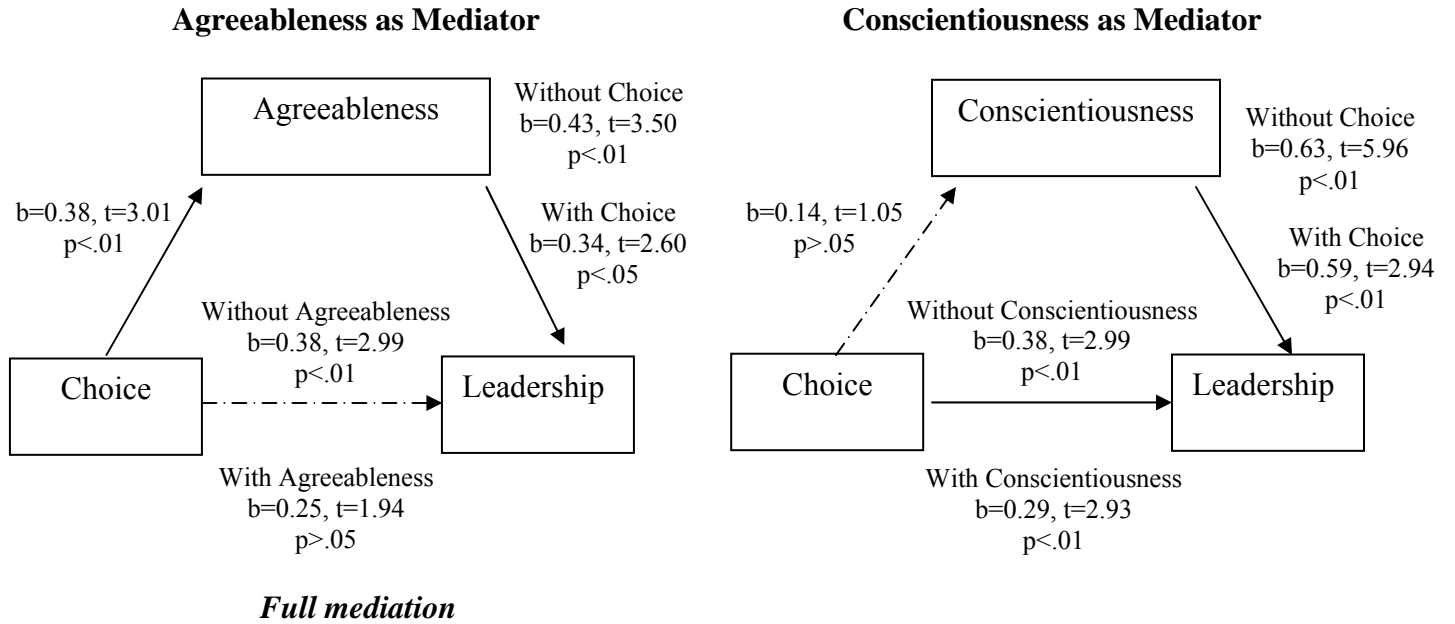 Agreeableness as Mediator
Agreeableness
Without Choice
b=0.43, t=3.50
p<.01
b=0.38, t=3.01
p<.01
With Choice
b=0.34, t=2.60
p<.05
Without Agreeableness
b=0.38, t=2.99
p<.01
Choice
Leadership
With Agreeableness
b=0.25, t=1.94
p>.05
Full mediation
Conscientiousness as Mediator
Conscientiousness
Without Choice
b=0.63, t=5.96
p<.01
b=0.14, t=1.05
p>.05
With Choice
b=0.59, t=2.94
p<.01
Without Conscientiousness
b=0.38, t=2.99
p<.01
Choice
Leadership
With Conscientiousness
b=0.29, t=2.93
p<.01